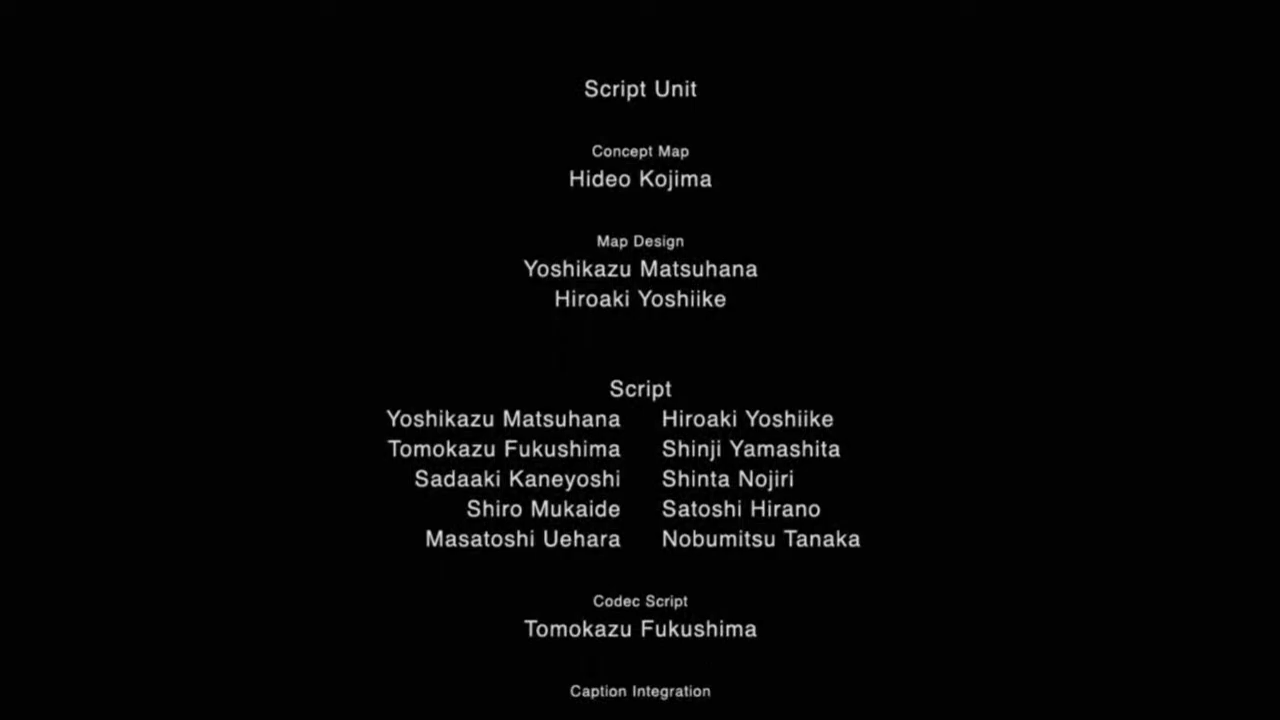 Script Unit
Concept Map
Hideo Kojima
Map Design
Yoshikazu Matsuhana
Hiroaki Yoshiike
Script
Yoshikazu Matsuhana Hiroaki Yoshiike
Tomokazu Fukushima Shinji Yamashita
Sadaaki Kaneyoshi Shinta Nojiri
Shiro Mukaide Satoshi Hirano
Masatoshi Uehara Nobumitsu Tanaka
Codec Script
Tomokazu Fukushima
Caption Integration